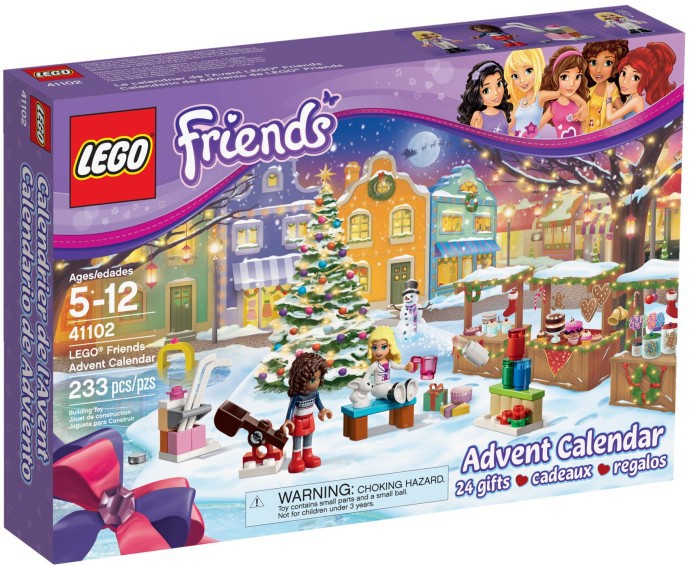 Le calendrier de l'Avent LEGO® Friends
Calendario de Adviento de LEGO® Friends
LEGO
41102
LEGO
Calendrier de l'Avent
Calendario de Adviento
LEGO
Friends
Ages/edades
5-12
41102
LEGO® Friends
Advent Calendar
233 pcs/pzs
Building Toy
Jouet de construction
Juguete para Construir
WARNING: CHOKING HAZARD.
Toy contains small parts and a small ball.
Not for children under 3 years.
Advent Calendar
24 gifts cadeaux regalos